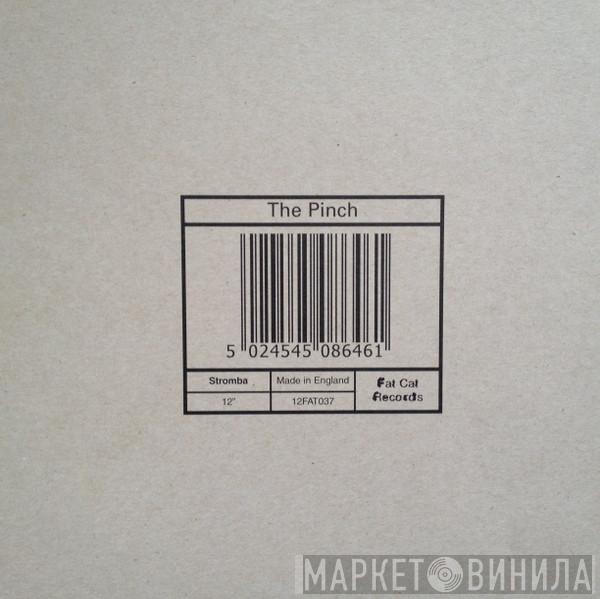 The Pinch
5 024545 086461
Stromba Made in England Fat Cat Records
12" 12FAT037
МАРКЕТ ВИНИЛА